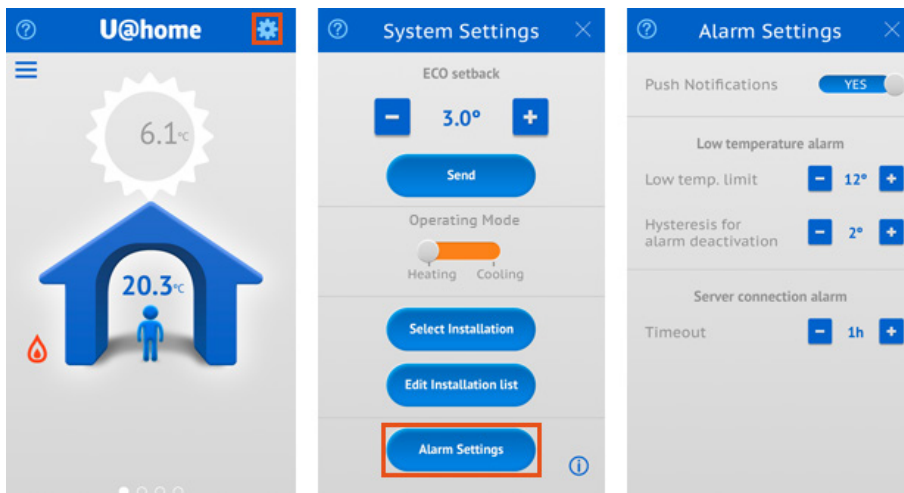 U@home
6.1°C
20.3°C
System Settings
ECO setback
3.0°
Send
Operating Mode
Heating Cooling
Select Installation
Edit Installation list
Alarm Settings
Alarm Settings
Push Notifications YES
Low temperature alarm
Low temp. limit - 12° +
Hysteresis for
alarm deactivation - 2° +
Server connection alarm
Timeout - 1h +